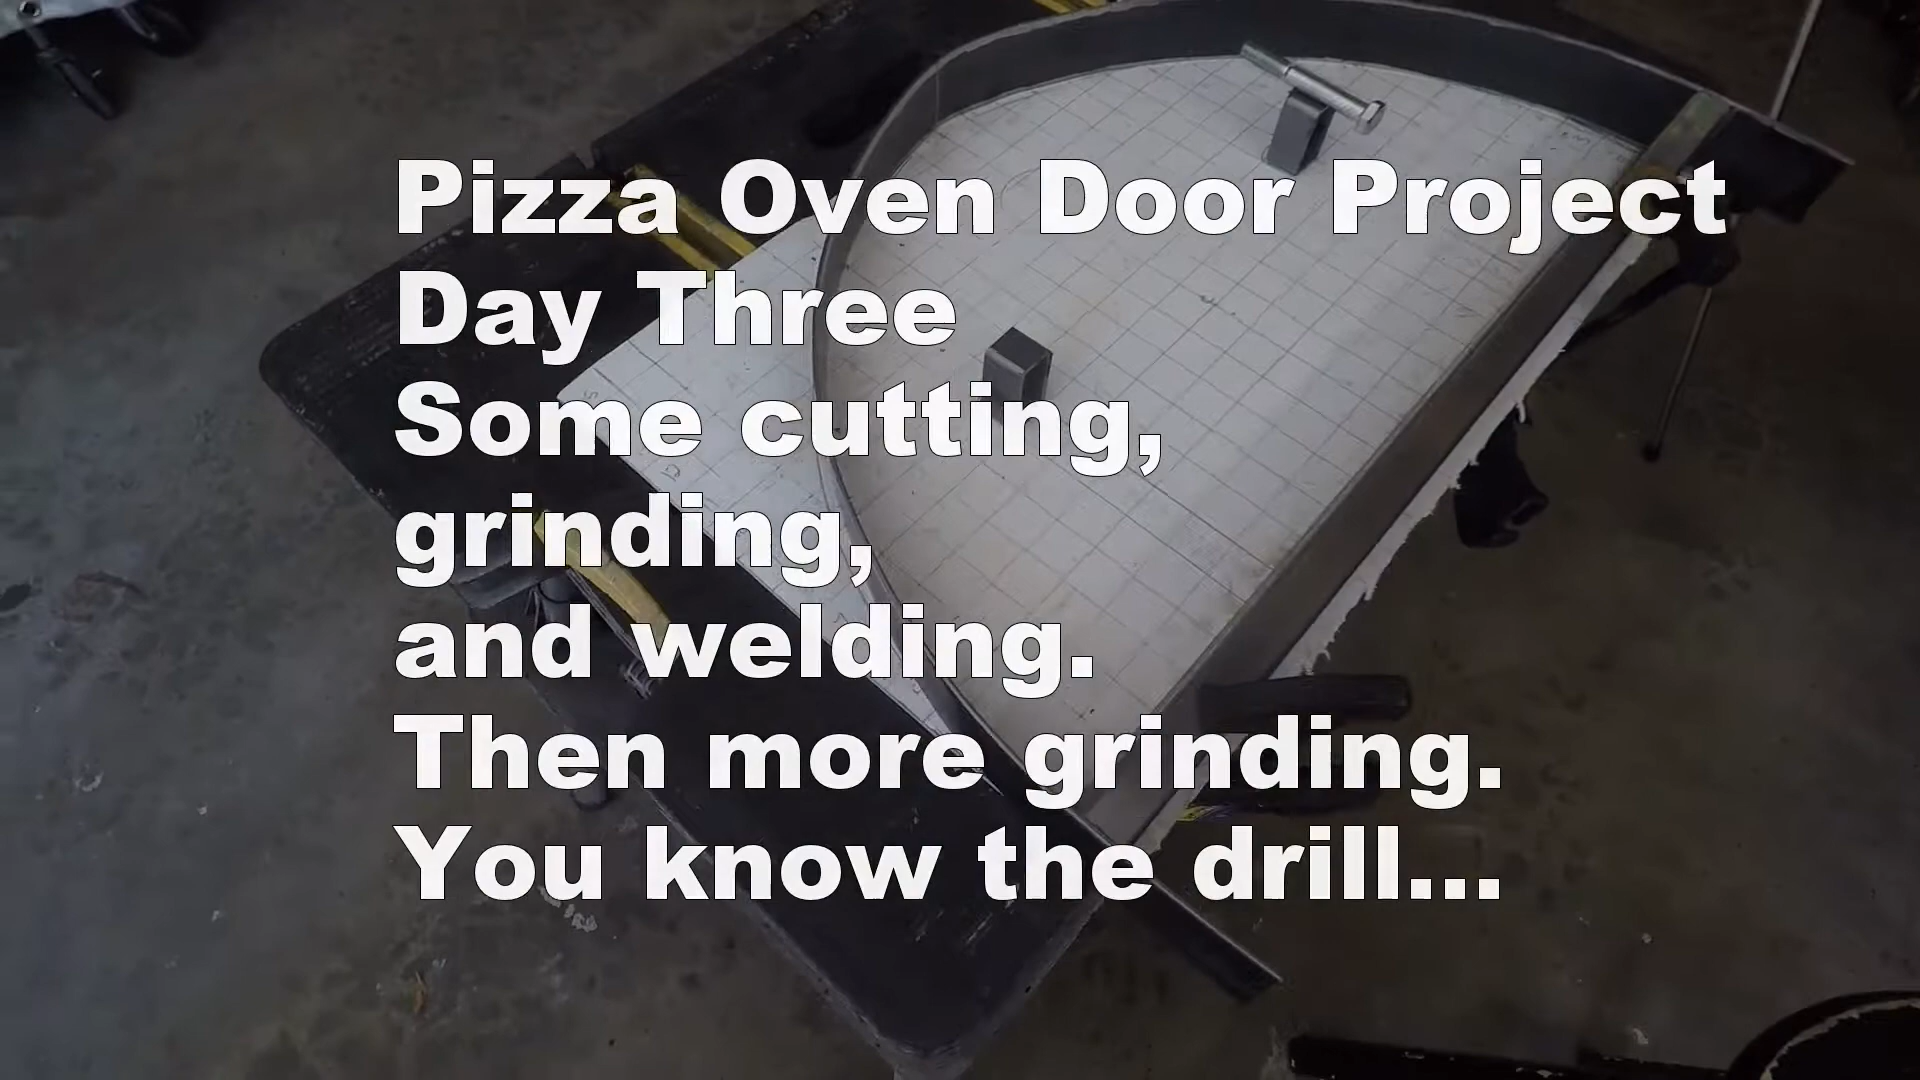 Pizza Oven Door Project
Day Three
Some cutting,
grinding,
and welding.
Then more grinding.
You know the drill...